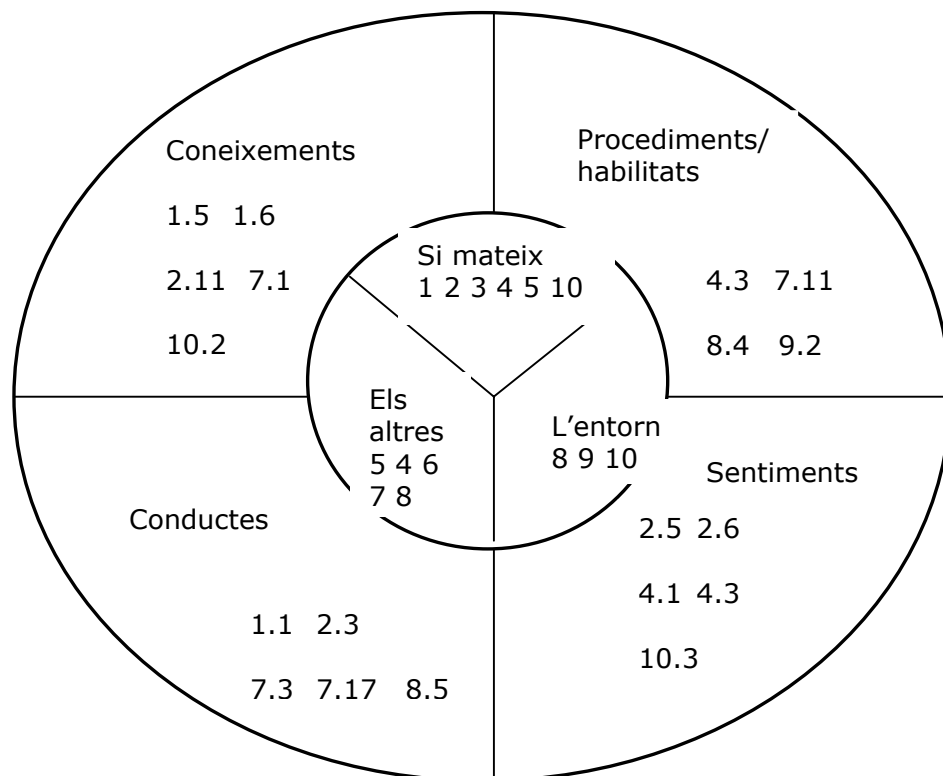 Coneixements
1.5 1.6
2.11 7.1
10.2
Procediments/
habilitats
4.3 7.11
8.4 9.2
Si mateix
1 2 3 4 5 10
Els
altres
5 4 6
7 8
L’entorn
8 9 10
Conductes
1.1 2.3
7.3 7.17 8.5
Sentiments
2.5 2.6
4.1 4.3
10.3